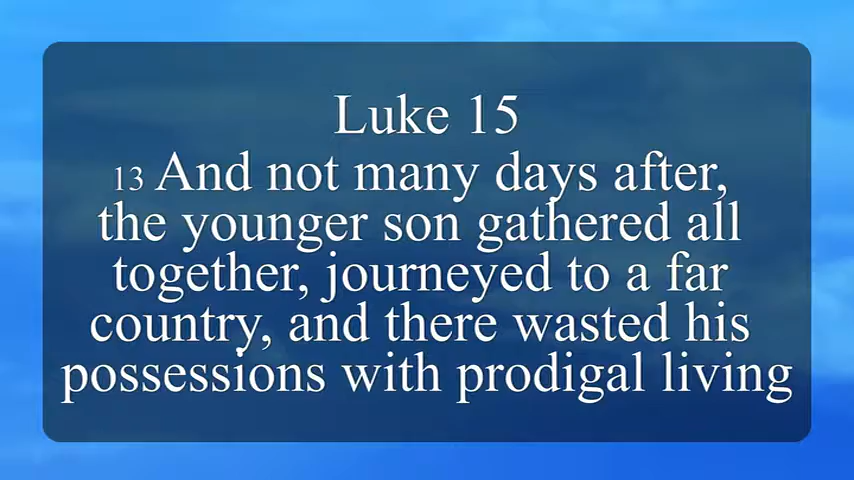 Luke 15
13 And not many days after,
the younger son gathered all
together, journeyed to a far
country, and there wasted his
possessions with prodigal living